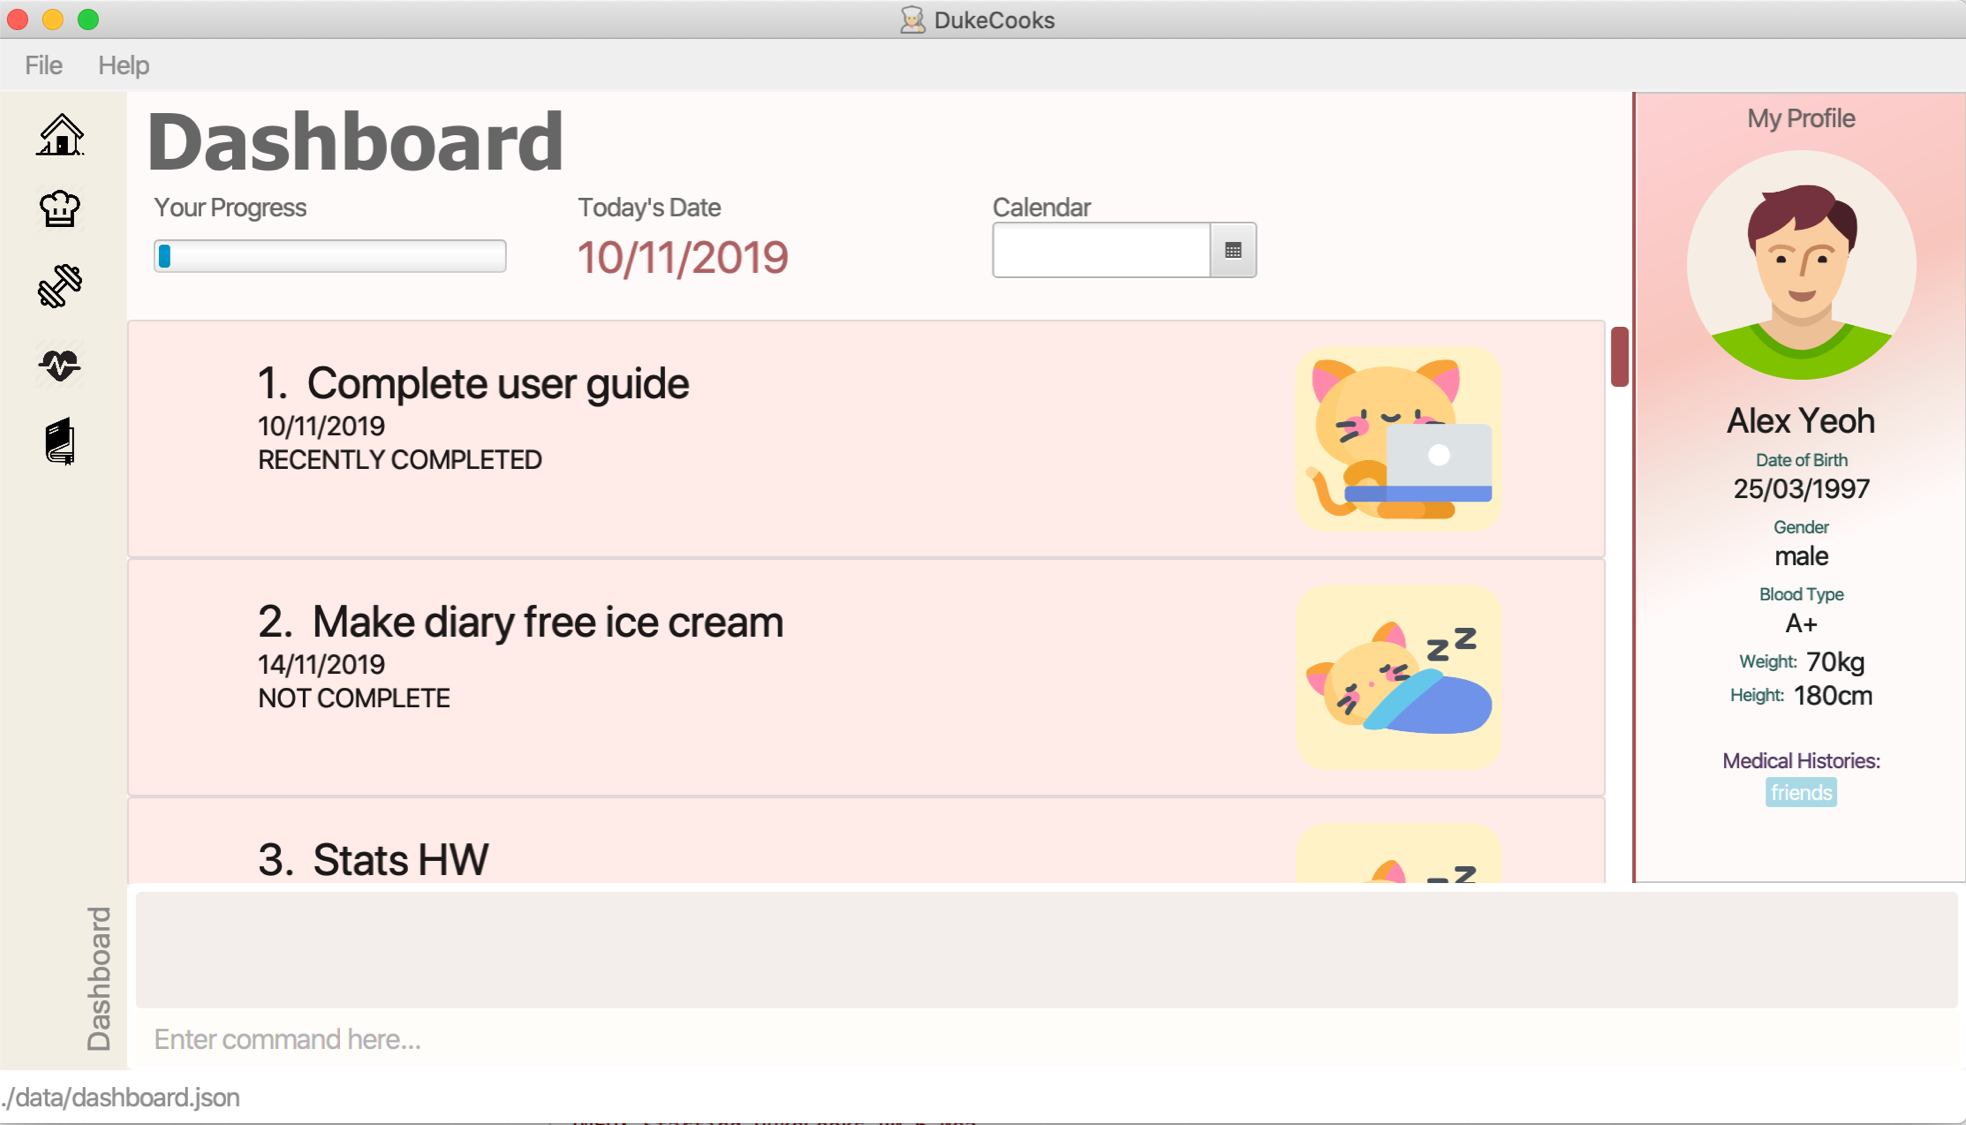 DukeCooks
File Help
Dashboard
Your Progress
Today's Date
Calendar
10/11/2019
1. Complete user guide
10/11/2019
RECENTLY COMPLETED
2. Make diary free ice cream
14/11/2019
NOT COMPLETE
zz
3. Stats HW
My Profile
Alex Yeoh
Date of Birth
25/03/1997
Gender
male
Blood Type
A+
Weight: 70kg
Height: 180cm
Medical Histories:
friends
Dashboard
Enter command here...
./data/dashboard.json